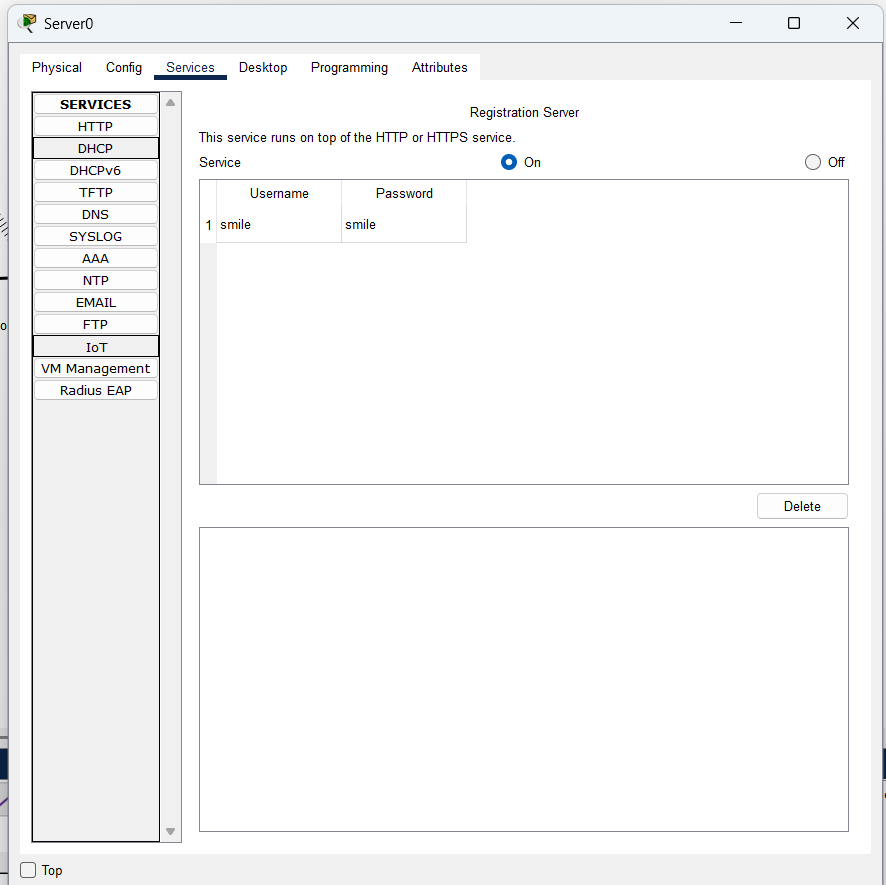 Server0
Physical Config Services Desktop Programming Attributes
SERVICES
HTTP
DHCP
DHCPv6
TFTP
DNS
SYSLOG
AAA
NTP
EMAIL
FTP
IoT
VM Management
Radius EAP
Registration Server
This service runs on top of the HTTP or HTTPS service.
Service On Off
Username Password
1 smile smile
Delete
Top